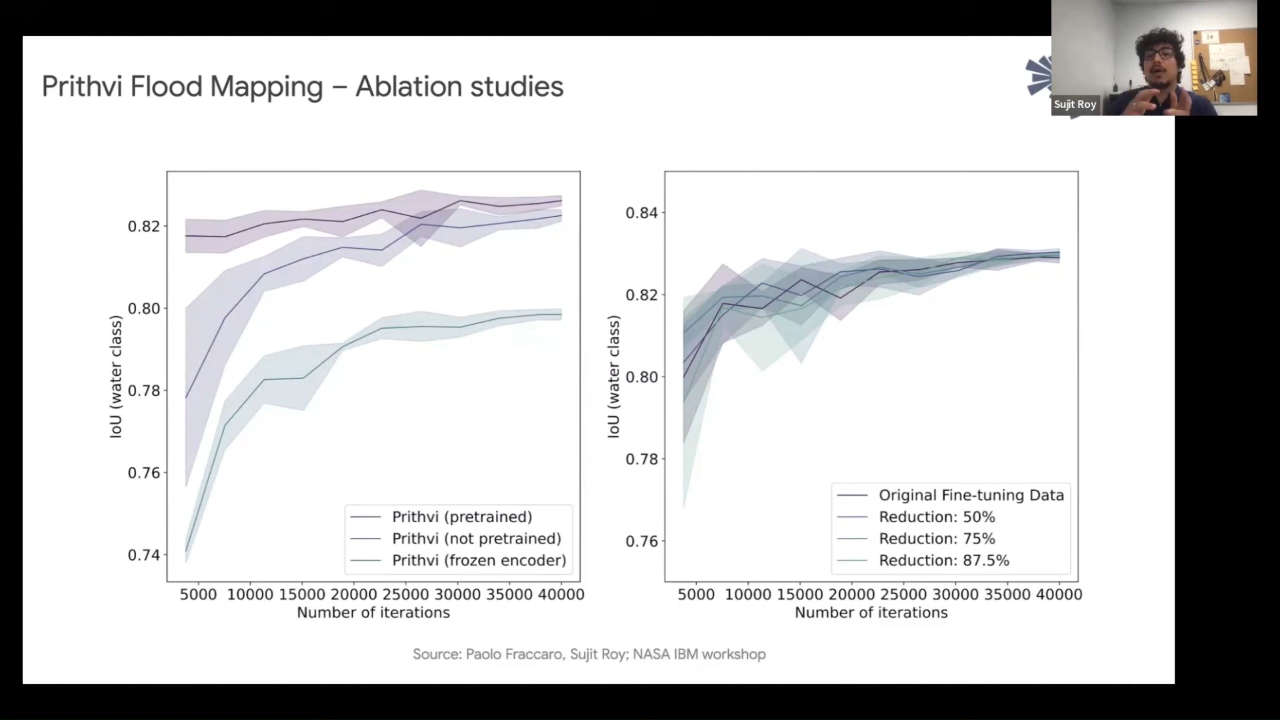 Prithvi Flood Mapping – Ablation studies
Sujit Roy
IoU (water class)
0.82
0.80
0.78
0.76
0.74
Prithvi (pretrained)
Prithvi (not pretrained)
Prithvi (frozen encoder)
5000 10000 15000 20000 25000 30000 35000 40000
Number of iterations
IoU (water class)
0.84
0.82
0.80
0.78
0.76
Original Fine-tuning Data
Reduction: 50%
Reduction: 75%
Reduction: 87.5%
5000 10000 15000 20000 25000 30000 35000 40000
Number of iterations
Source: Paolo Fraccaro, Sujit Roy; NASA IBM workshop